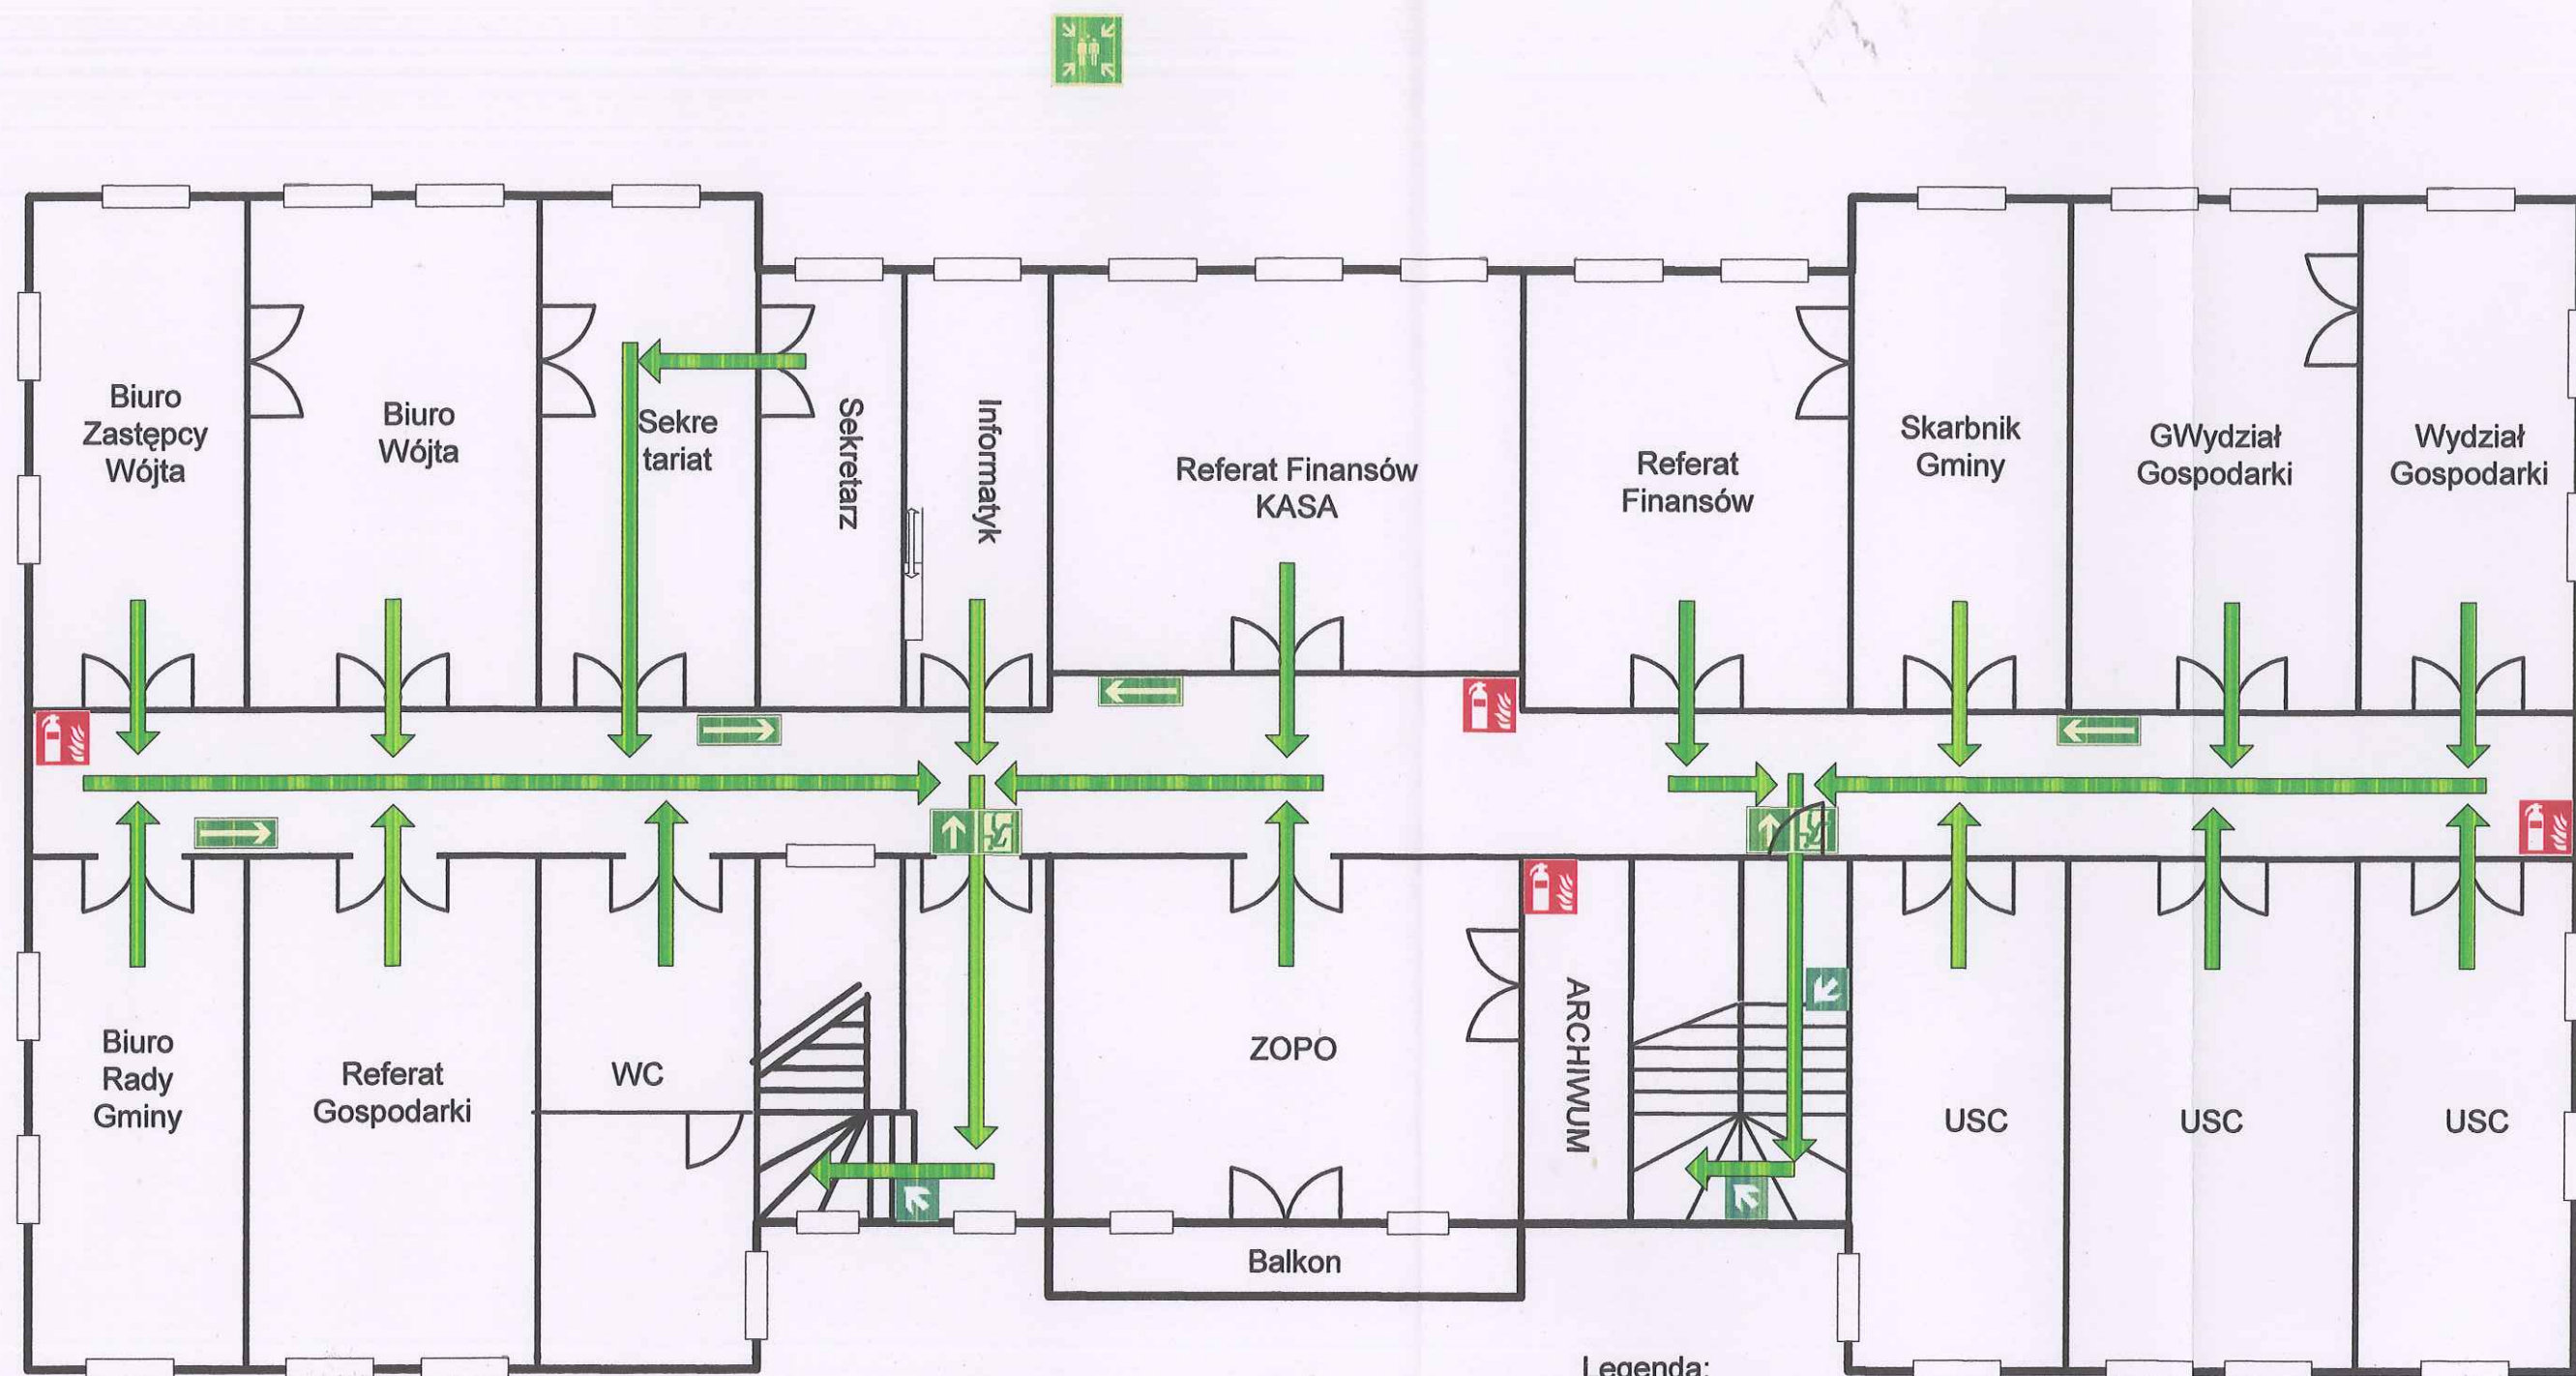 Biuro
Zastępcy
Wójta
Biuro
Wójta
Sekre
tariat
Sekretarz
Informatyk
Referat Finansów
KASA
Referat
Finansów
Skarbnik
Gminy
GWydział
Gospodarki
Wydział
Gospodarki
Biuro
Rady
Gminy
Referat
Gospodarki
WC
ZOPO
ARCHIWUM
USC
USC
USC
Balkon
Legenda: